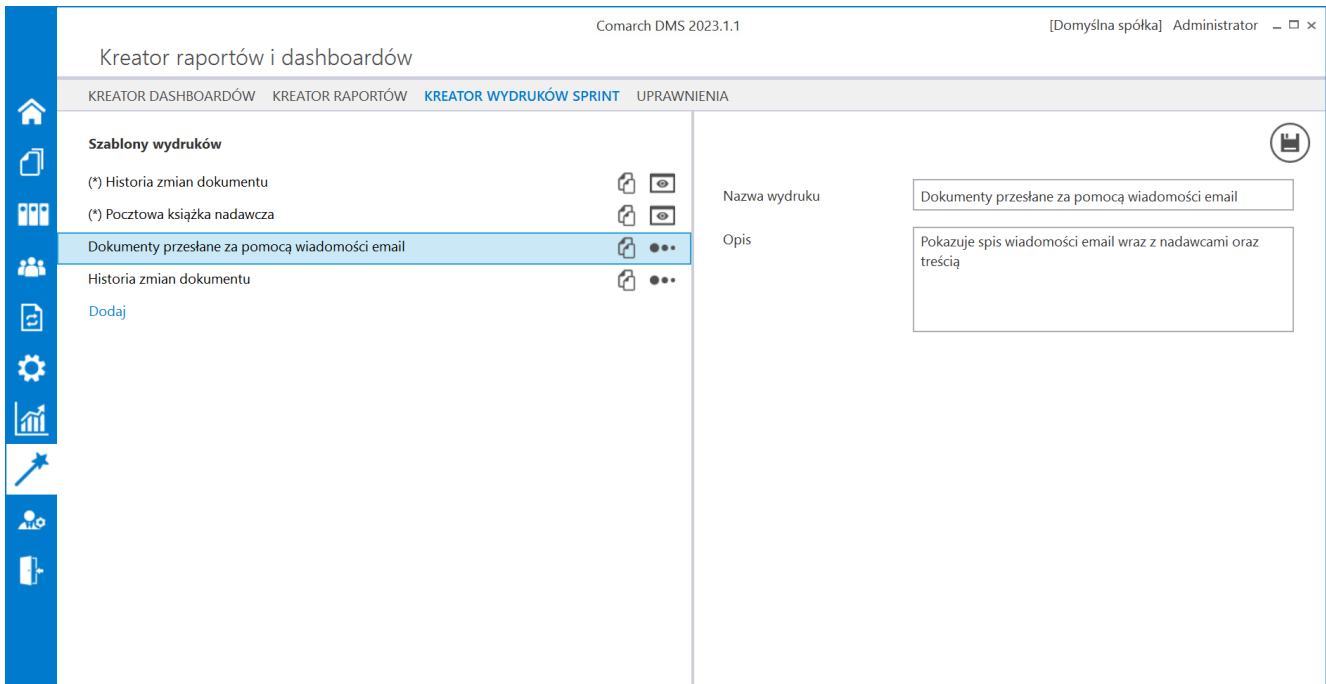 Comarch DMS 2023.1.1
[Domyślna spółka] Administrator
Kreator raportów i dashboardów
KREATOR DASHBOARDÓW KREATOR RAPORTÓW KREATOR WYDRUKÓW SPRINT UPRAWNIENIA
Szablony wydruków
(*) Historia zmian dokumentu
(*) Pocztowa książka nadawcza
Dokumenty przesłane za pomocą wiadomości email
Historia zmian dokumentu
Dodaj
Nazwa wydruku
Dokumenty przesłane za pomocą wiadomości email
Opis
Pokazuje spis wiadomości email wraz z nadawcami oraz
treścią